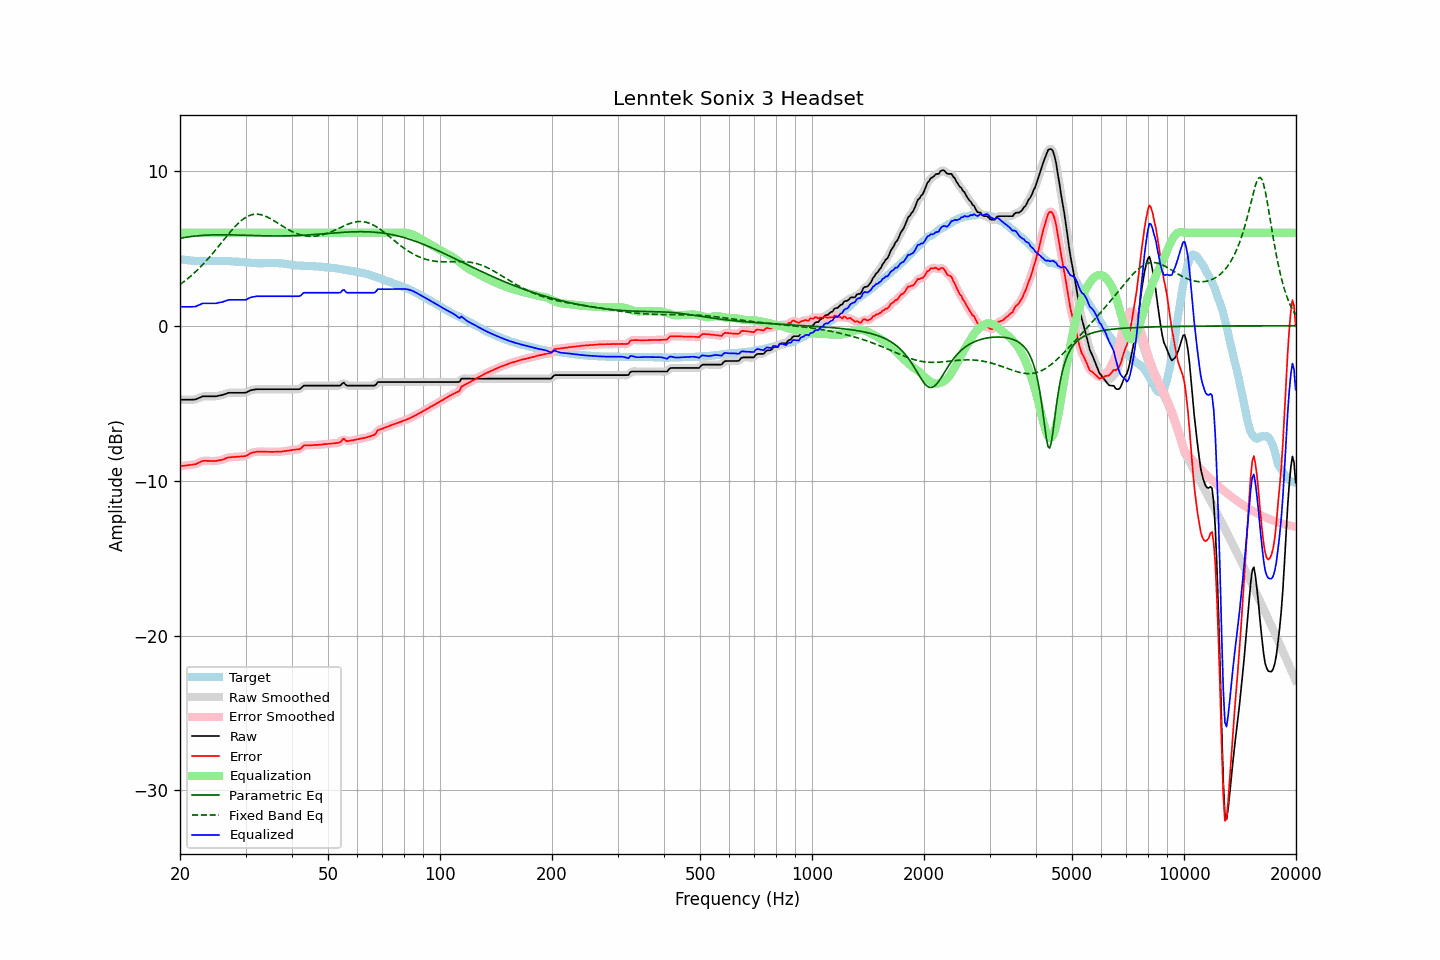 Lenntek Sonix 3 Headset
10
0
−10
−20
−30
Amplitude (dBr)
Target
Raw Smoothed
Error Smoothed
Raw
Error
Equalization
Parametric Eq
Fixed Band Eq
Equalized
20 50 100 200 500 1000 2000 5000 10000 20000
Frequency (Hz)